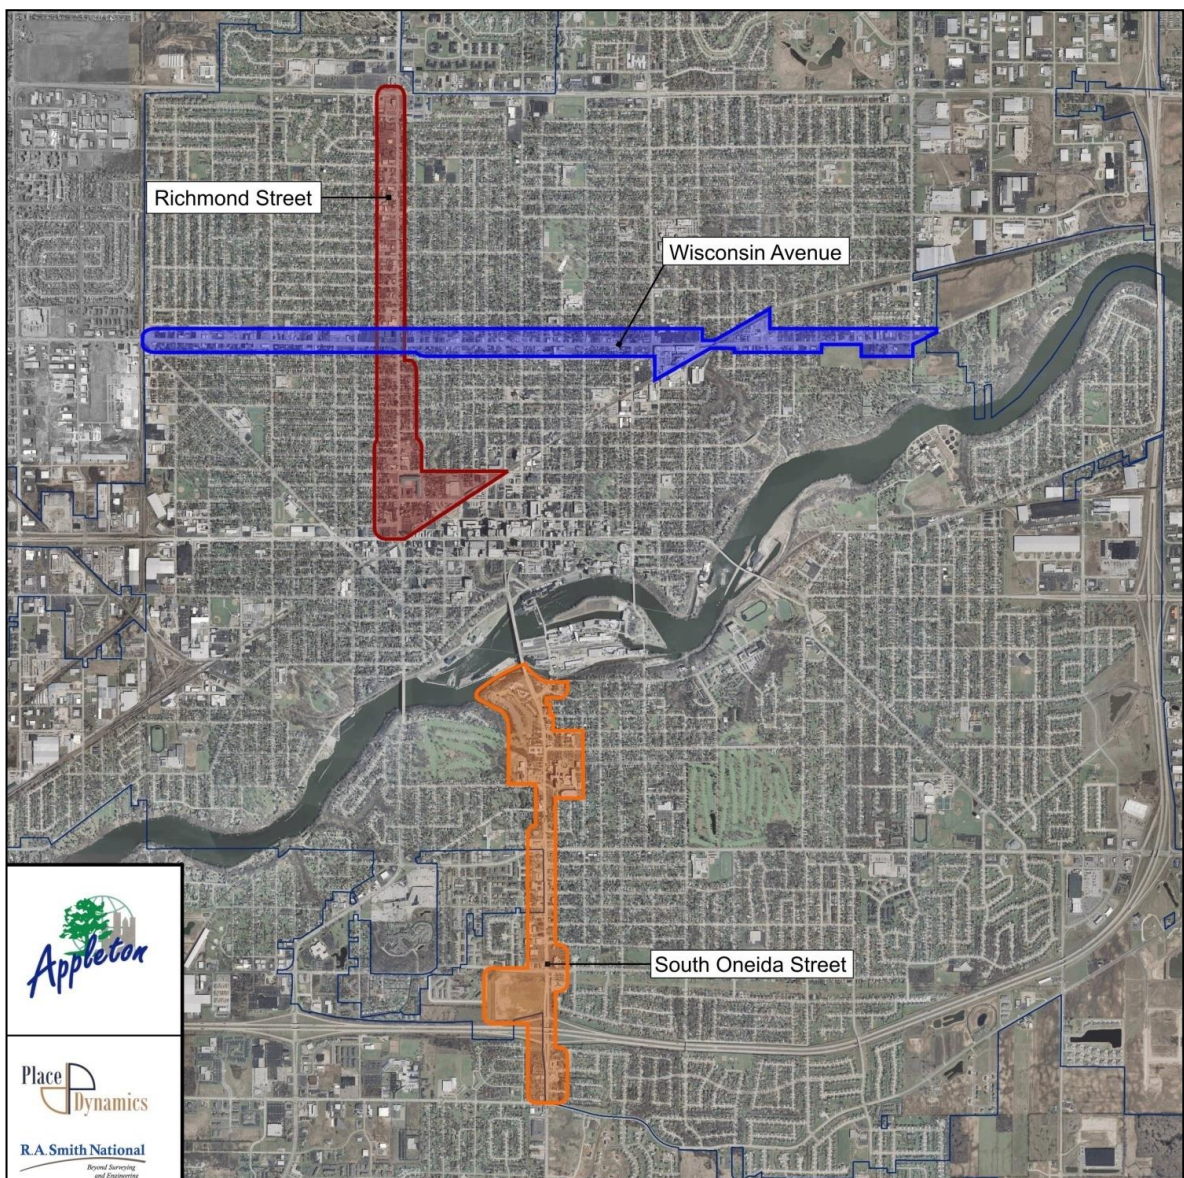 Richmond Street
Wisconsin Avenue
South Oneida Street
Appleton
Place
Dynamics
R.A. Smith National
Beyond Surveying
and Engineering